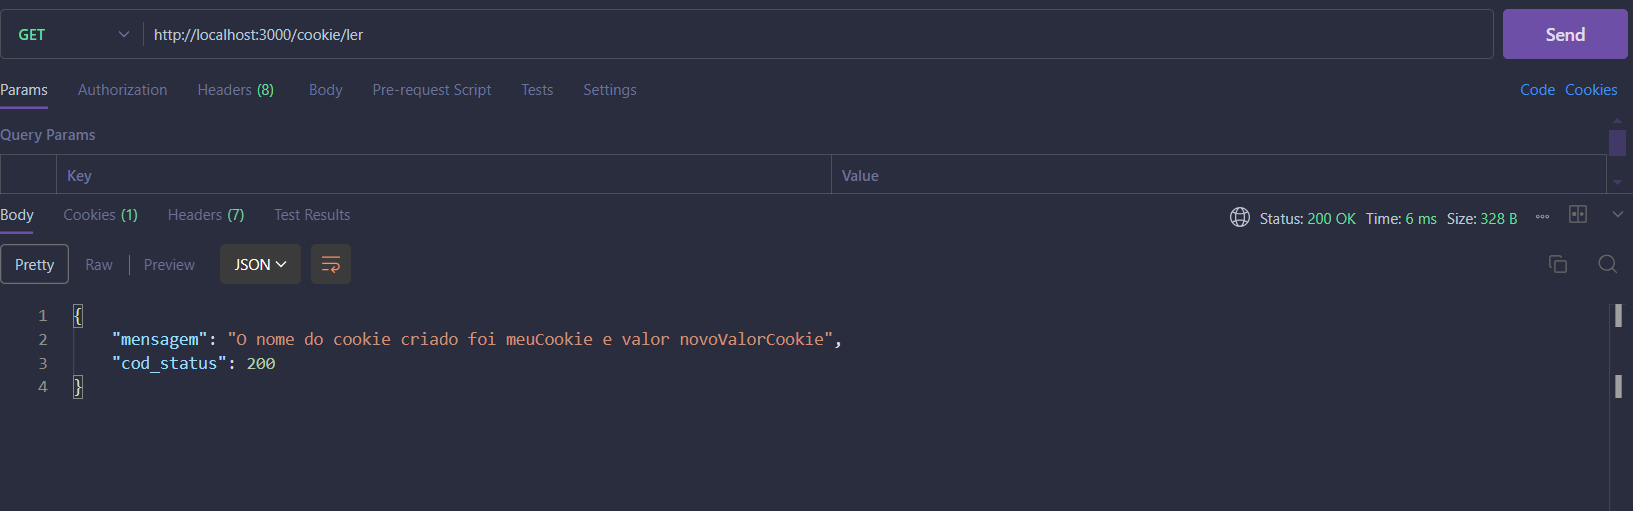 GET http://localhost:3000/cookie/ler Send
Params Authorization Headers (8) Body Pre-request Script Tests Settings Code Cookies
Query Params
Key Value
Body Cookies (1) Headers (7) Test Results Status: 200 OK Time: 6 ms Size: 328 B
Pretty Raw Preview JSON
1 {
2 "mensagem": "O nome do cookie criado foi meuCookie e valor novoValorCookie",
3 "cod_status": 200
4 }